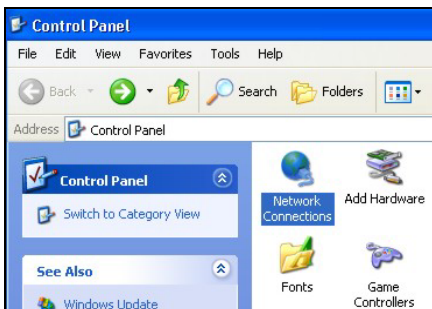 Control Panel
File Edit View Favorites Tools Help
Back Search Folders
Address Control Panel
Control Panel
Switch to Category View
See Also
Windows Update
Network Connections
Add Hardware
Fonts
Game Controllers